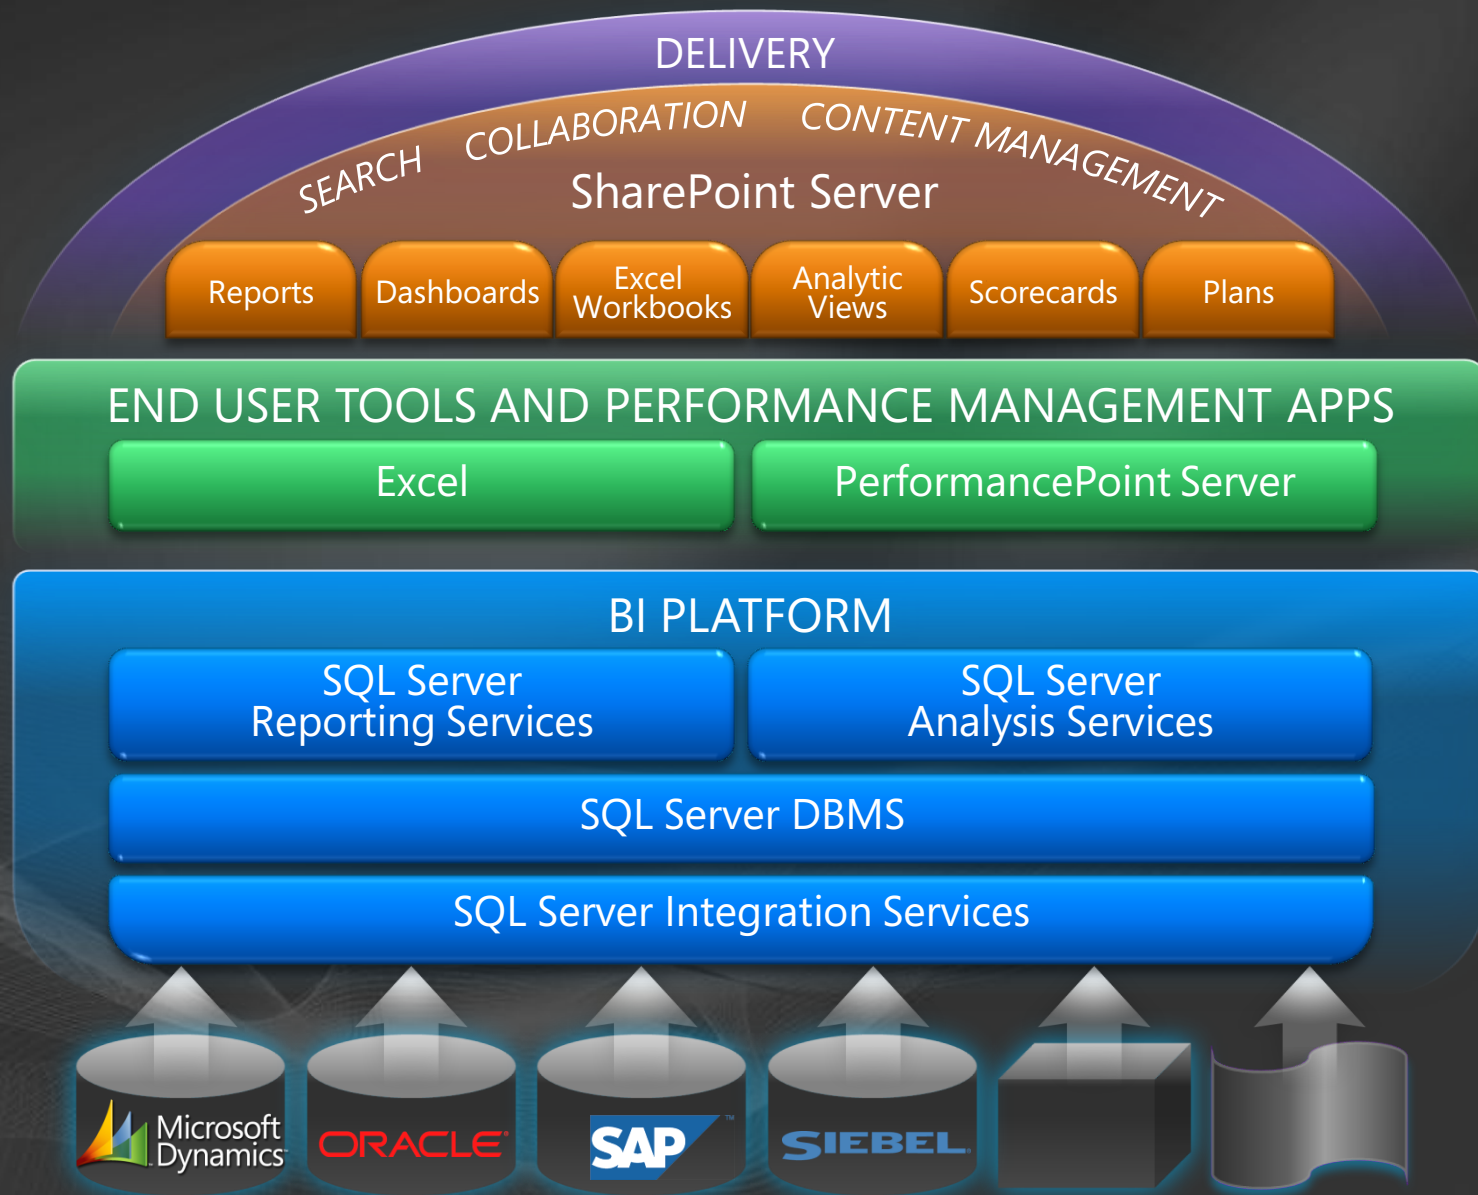 DELIVERY
SEARCH COLLABORATION CONTENT MANAGEMENT
SharePoint Server
Reports
Dashboards
Excel
Workbooks
Analytic
Views
Scorecards
Plans
END USER TOOLS AND PERFORMANCE MANAGEMENT APPS
Excel
PerformancePoint Server
BI PLATFORM
SQL Server
Reporting Services
SQL Server
Analysis Services
SQL Server DBMS
SQL Server Integration Services
Microsoft
Dynamics
ORACLE
SAP
SIEBEL